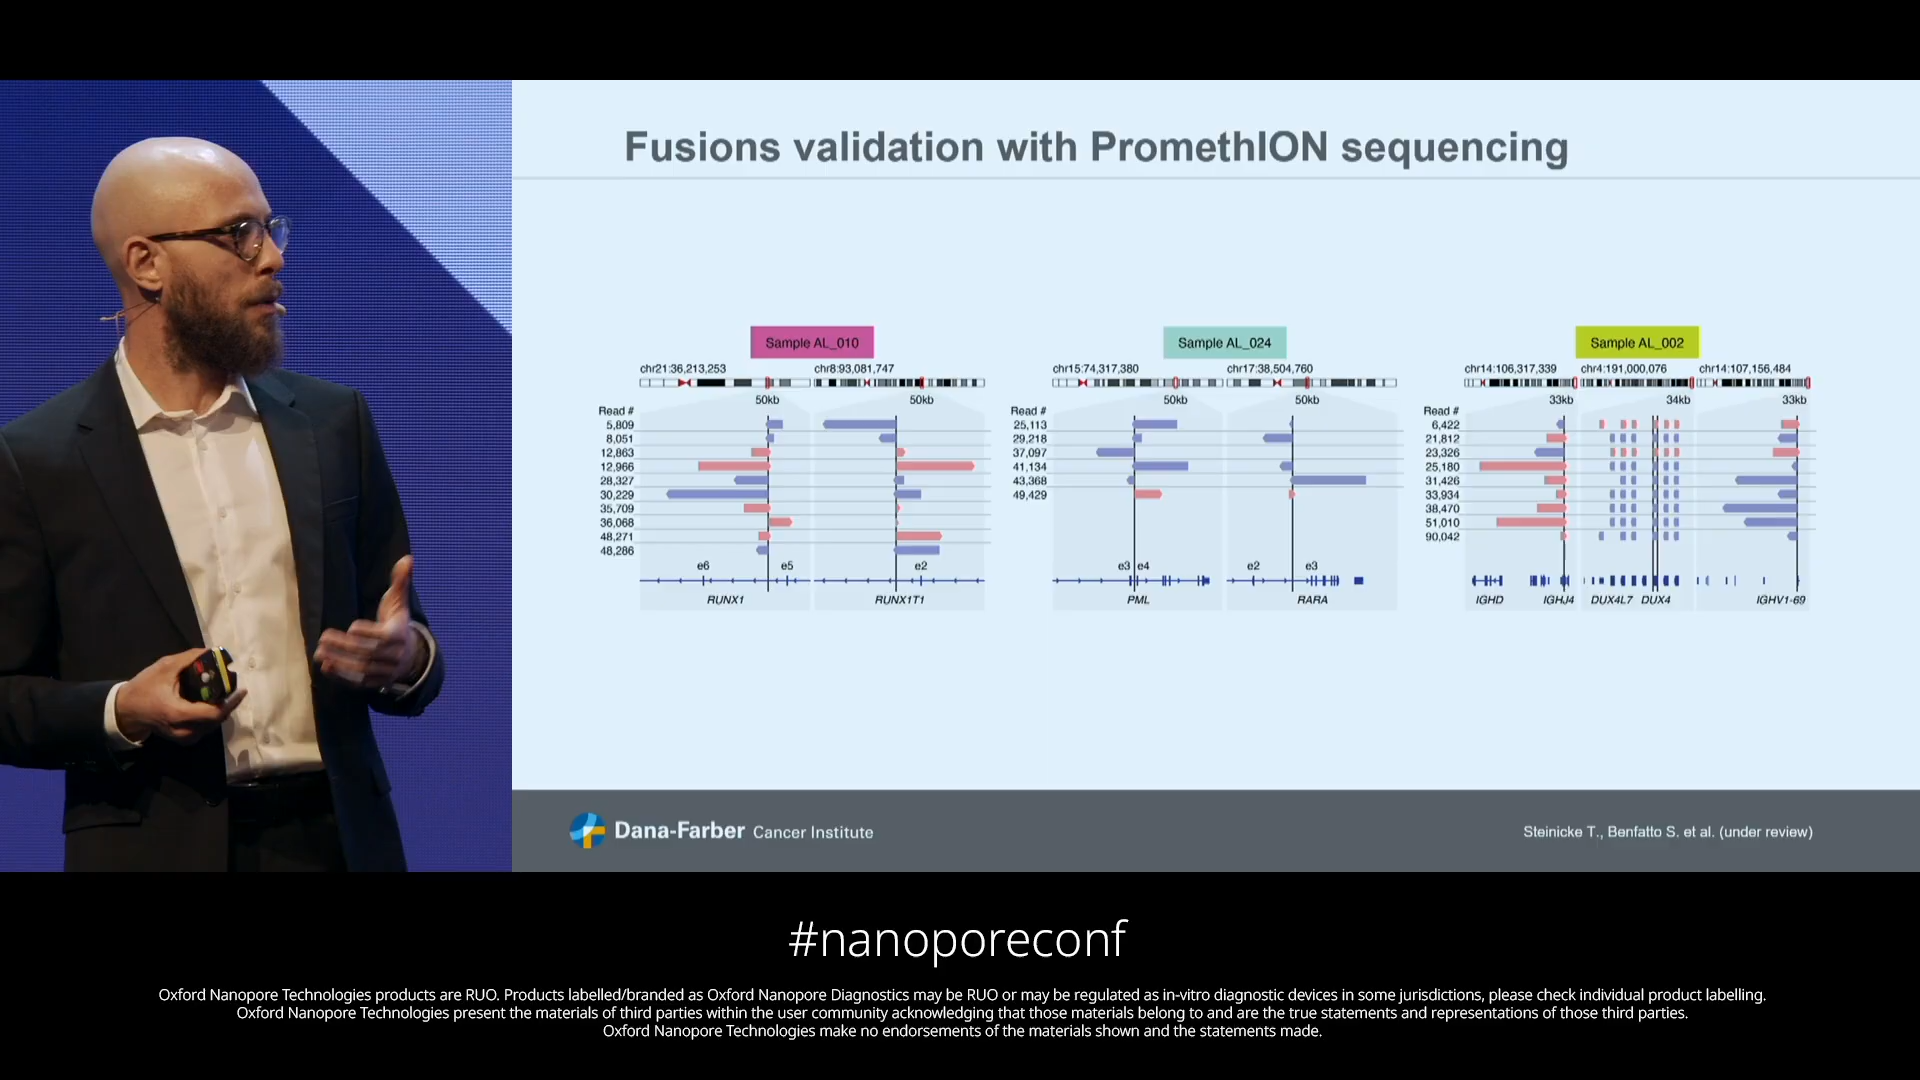 Fusions validation with PromethION sequencing
Sample AL_010
chr21:36,213,253 chr8:93,081,747
50kb 50kb
Read #
5,809
8,051
12,863
12,966
28,327
30,229
35,709
36,068
48,271
48,286
e6 e5 e2
RUNX1 RUNX1T1
Sample AL_024
chr15:74,317,380 chr17:38,504,760
50kb 50kb
Read #
25,113
29,218
37,097
41,134
43,368
49,429
e3 e4 e2 e3
PML RARA
Sample AL_002
chr14:106,317,339 chr4:191,000,076 chr14:107,156,484
33kb 34kb 33kb
Read #
6,422
21,812
23,326
25,180
31,426
33,934
38,470
51,010
90,042
IGHD IGHJ4 DUX4L7 DUX4 IGHV1-69
Dana-Farber Cancer Institute
Steinicke T., Benfatto S. et al. (under review)
#nanoporeconf
Oxford Nanopore Technologies products are RUO. Products labelled/branded as Oxford Nanopore Diagnostics may be RUO or may be regulated as in-vitro diagnostic devices in some jurisdictions, please check individual product labelling.
Oxford Nanopore Technologies present the materials of third parties within the user community acknowledging that those materials belong to and are the true statements and representations of those third parties.
Oxford Nanopore Technologies make no endorsements of the materials shown and the statements made.